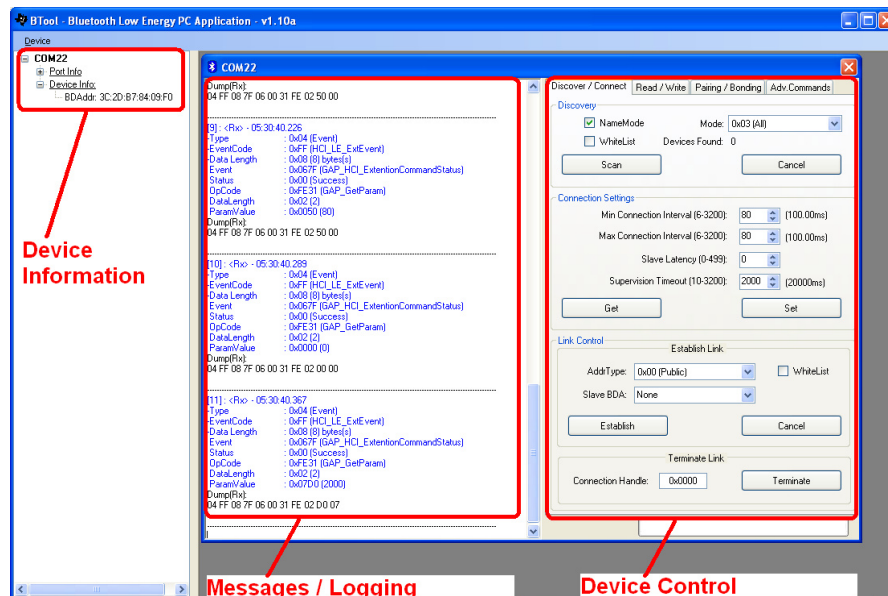 BTool - Bluetooth Low Energy PC Application - v1.10a
Device
COM22
Port Info
Device Info:
BDAddr: 3C:2D:B7:84:09:F0
Device
Information
COM22
Dump(Rx):
04 FF 08 7F 06 00 31 FE 02 50 00
[9] : <Rx> - 05:30:40.226
-Type : 0x04 (Event)
-EventCode : 0xFF (HCI_LE_ExtEvent)
-Data Length : 0x08 (8) bytes(s)
Event : 0x067F (GAP_HCI_ExtentionCommandStatus)
Status : 0x00 (Success)
OpCode : 0xFE31 (GAP_GetParam)
DataLength : 0x02 (2)
ParamValue : 0x0050 (80)
Dump(Rx):
04 FF 08 7F 06 00 31 FE 02 50 00
[10] : <Rx> - 05:30:40.289
-Type : 0x04 (Event)
-EventCode : 0xFF (HCI_LE_ExtEvent)
-Data Length : 0x08 (8) bytes(s)
Event : 0x067F (GAP_HCI_ExtentionCommandStatus)
Status : 0x00 (Success)
OpCode : 0xFE31 (GAP_GetParam)
DataLength : 0x02 (2)
ParamValue : 0x0000 (0)
Dump(Rx):
04 FF 08 7F 06 00 31 FE 02 00 00
[11] : <Rx> - 05:30:40.367
-Type : 0x04 (Event)
-EventCode : 0xFF (HCI_LE_ExtEvent)
-Data Length : 0x08 (8) bytes(s)
Event : 0x067F (GAP_HCI_ExtentionCommandStatus)
Status : 0x00 (Success)
OpCode : 0xFE31 (GAP_GetParam)
DataLength : 0x02 (2)
ParamValue : 0x07D0 (2000)
Dump(Rx):
04 FF 08 7F 06 00 31 FE 02 D0 07
Messages / Logging
Discover / Connect Read / Write Pairing / Bonding Adv.Commands
Discovery
NameMode Mode: 0x03 (All)
WhiteList Devices Found: 0
Scan Cancel
Connection Settings
Min Connection Interval (6-3200): 80 (100.00ms)
Max Connection Interval (6-3200): 80 (100.00ms)
Slave Latency (0-499): 0
Supervision Timeout (10-3200): 2000 (20000ms)
Get Set
Link Control
Establish Link
AddrType: 0x00 (Public) WhiteList
Slave BDA: None
Establish Cancel
Terminate Link
Connection Handle: 0x0000 Terminate
Device Control